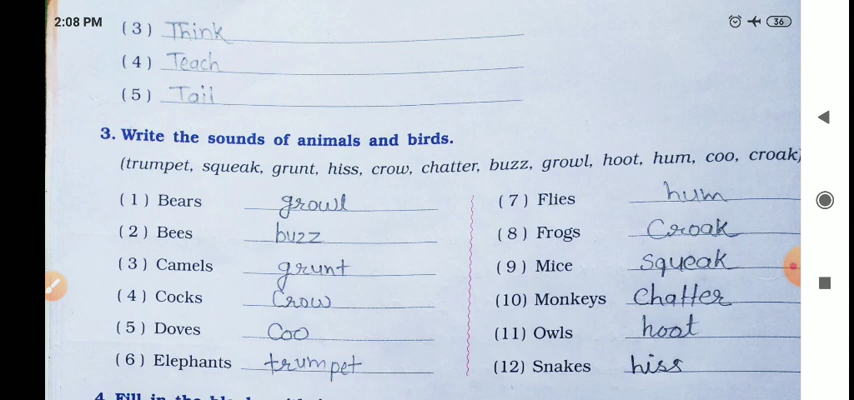 2:08 PM
36
(3) Think
(4) Teach
(5) Tail
3. Write the sounds of animals and birds.
(trumpet, squeak, grunt, hiss, crow, chatter, buzz, growl, hoot, hum, coo, croak)
(1) Bears growl
(2) Bees buzz
(3) Camels grunt
(4) Cocks Crow
(5) Doves Coo
(6) Elephants trumpet
(7) Flies hum
(8) Frogs Croak
(9) Mice Squeak
(10) Monkeys Chatter
(11) Owls hoot
(12) Snakes hiss